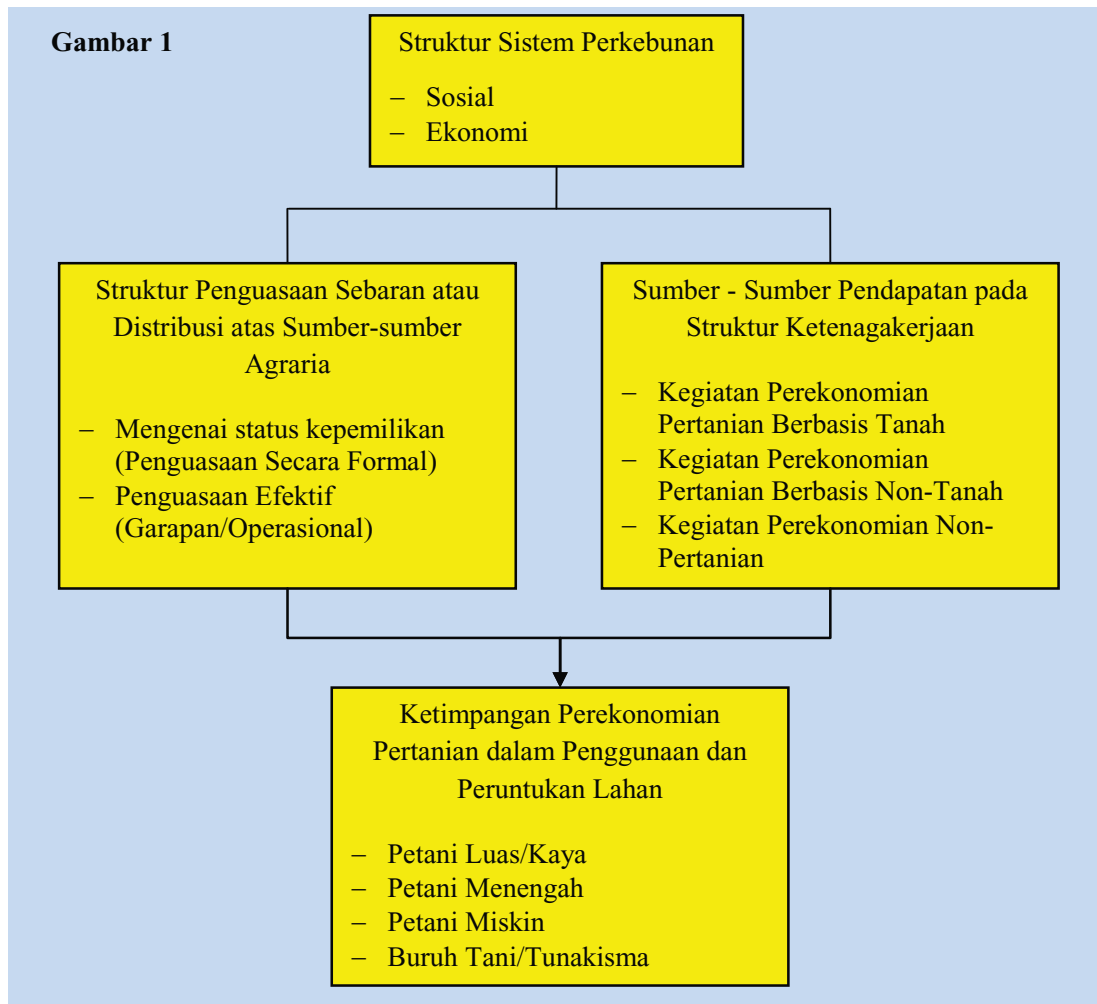 Gambar 1
Struktur Sistem Perkebunan
– Sosial
– Ekonomi
Struktur Penguasaan Sebaran atau
Distribusi atas Sumber-sumber
Agraria
– Mengenai status kepemilikan
(Penguasaan Secara Formal)
– Penguasaan Efektif
(Garapan/Operasional)
Sumber - Sumber Pendapatan pada
Struktur Ketenagakerjaan
– Kegiatan Perekonomian
Pertanian Berbasis Tanah
– Kegiatan Perekonomian
Pertanian Berbasis Non-Tanah
– Kegiatan Perekonomian Non-
Pertanian
Ketimpangan Perekonomian
Pertanian dalam Penggunaan dan
Peruntukan Lahan
– Petani Luas/Kaya
– Petani Menengah
– Petani Miskin
– Buruh Tani/Tunakisma